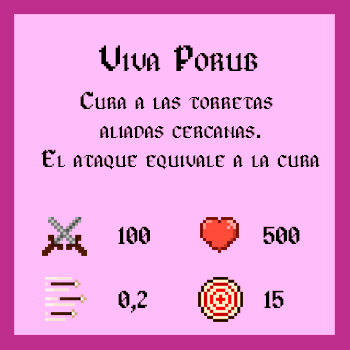 Viva Porub
Cura a las torretas
aliadas cercanas.
El ataque equivale a la cura
100 500
0,2 15